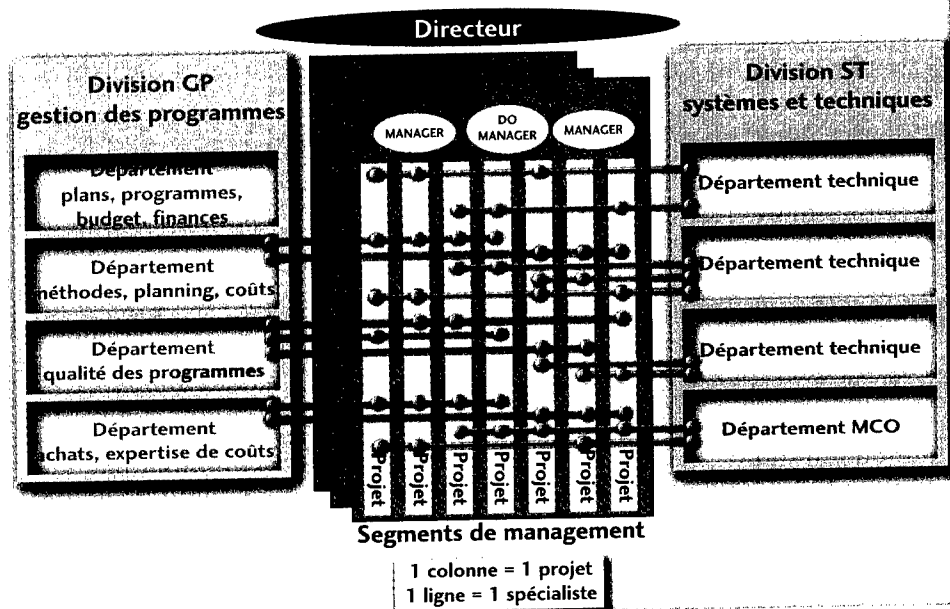 Directeur
Division GP
gestion des programmes
Département
plans, programmes,
budget, finances
Département
méthodes, planning, coûts
Département
qualité des programmes
Département
achats, expertise de coûts
MANAGER
DO
MANAGER
MANAGER
Projet
Projet
Projet
Projet
Projet
Projet
Projet
Division ST
systèmes et techniques
Département technique
Département technique
Département technique
Département MCO
Segments de management
1 colonne = 1 projet
1 ligne = 1 spécialiste